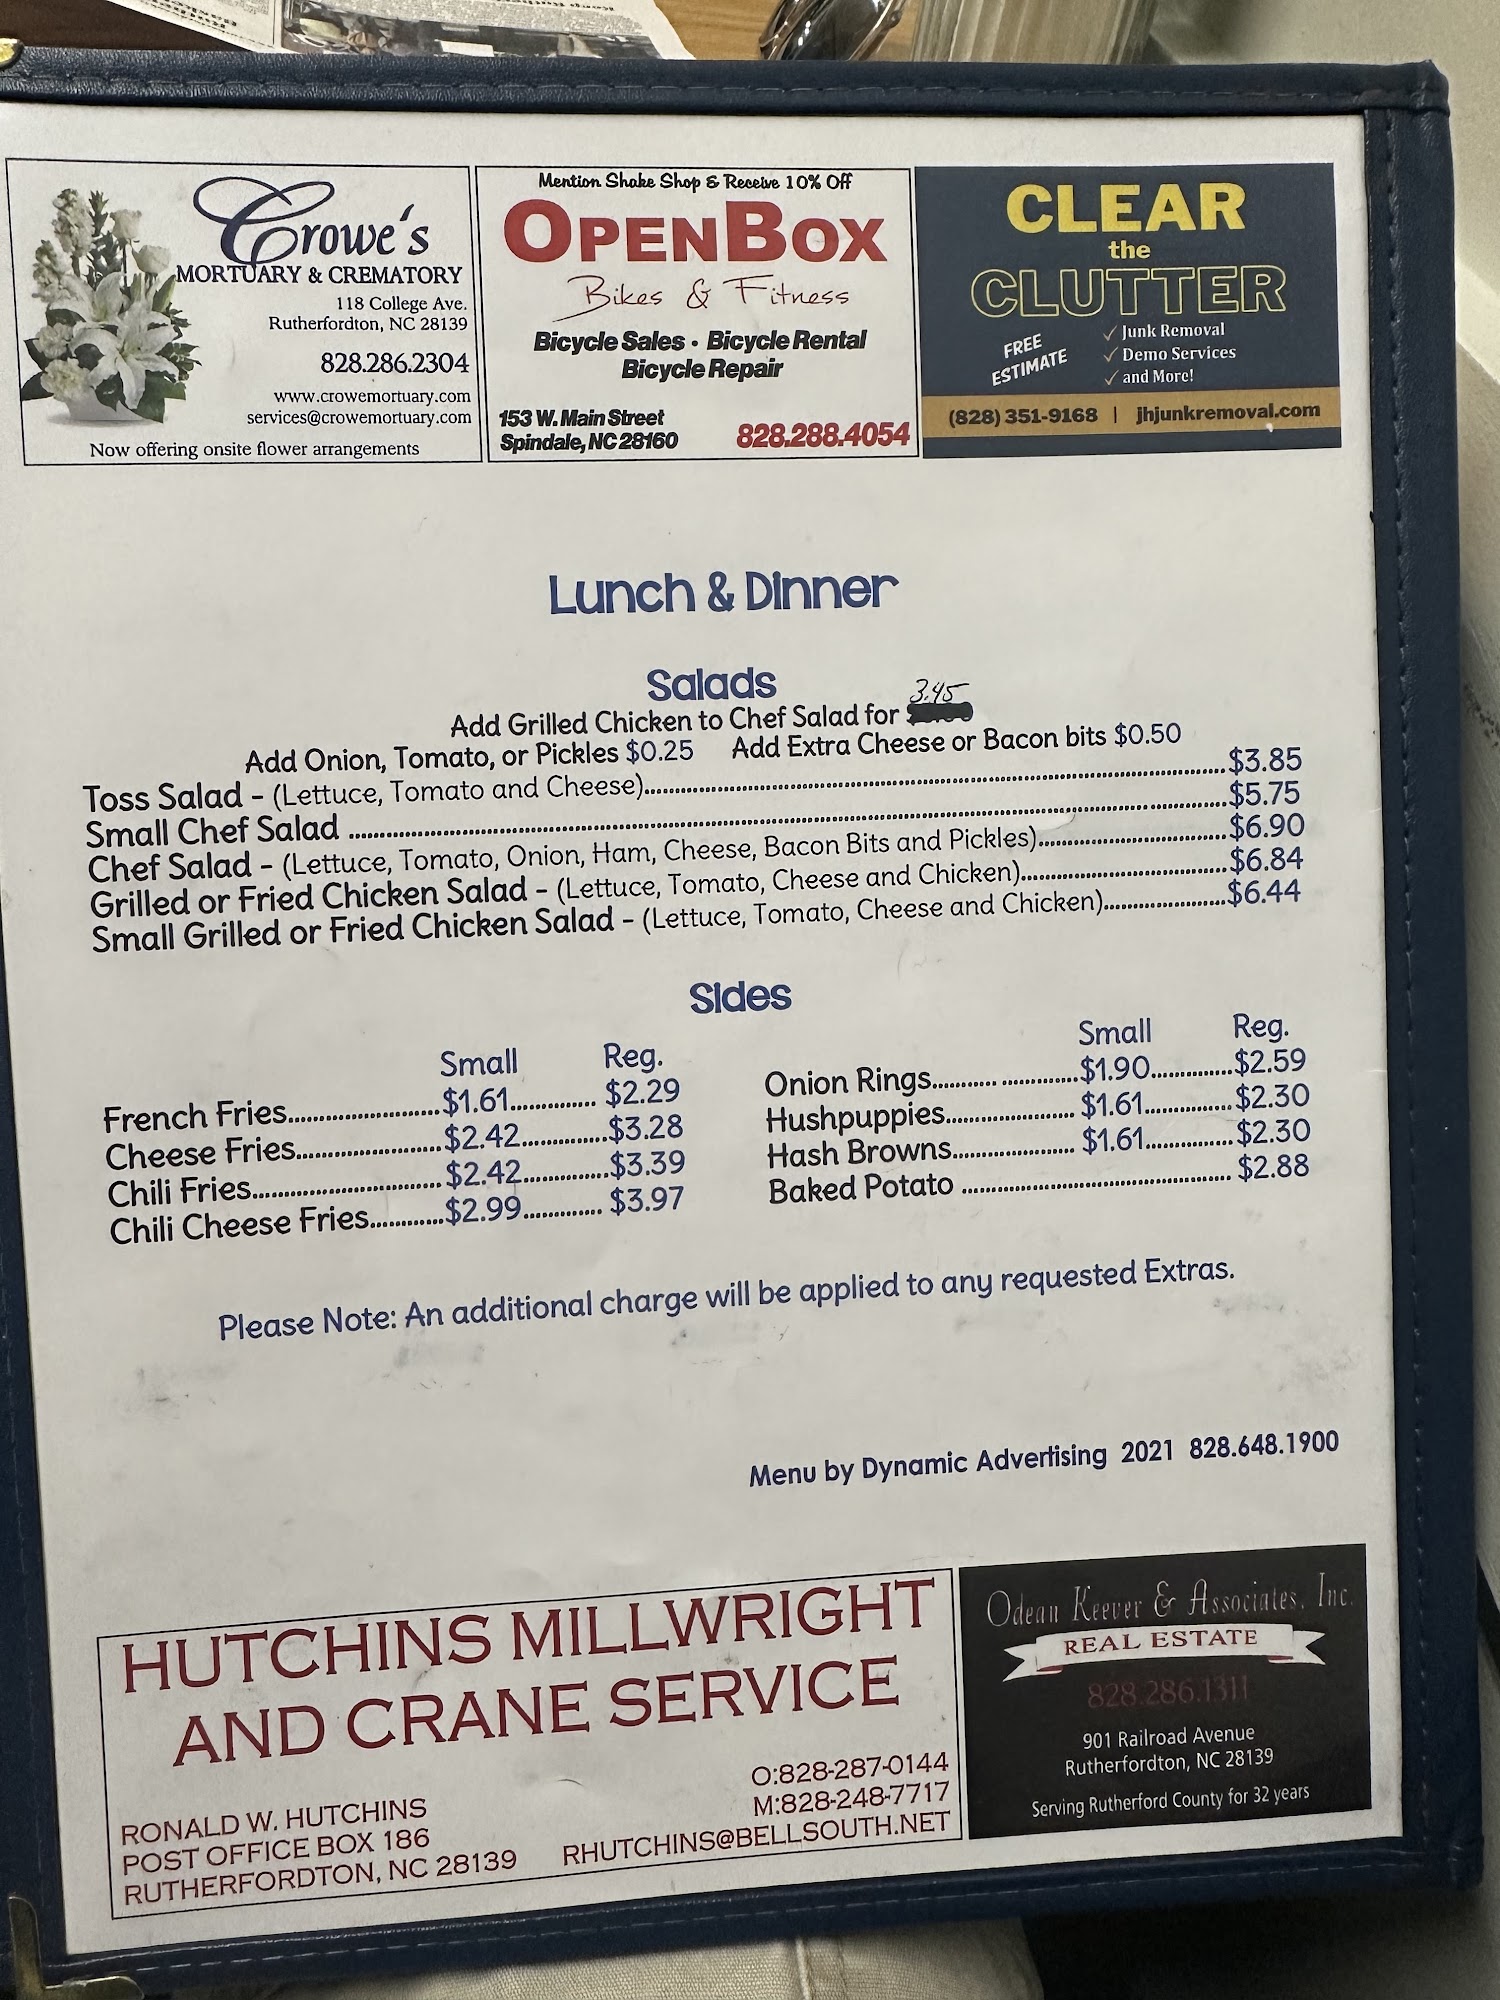 Crowe's
MORTUARY & CREMATORY
118 College Ave.
Rutherfordton, NC 28139
828.286.2304
www.crowemortuary.com
services@crowemortuary.com
Now offering onsite flower arrangements
Mention Shake Shop & Receive 10% Off
OPENBOX
Bikes & Fitness
Bicycle Sales • Bicycle Rental
Bicycle Repair
153 W. Main Street
Spindale, NC 28160
828.288.4054
CLEAR
the
CLUTTER
FREE
ESTIMATE
✓ Junk Removal
✓ Demo Services
✓ and More!
(828) 351-9168 | jhjunkremoval.com
Lunch & Dinner
Salads
Add Grilled Chicken to Chef Salad for 3.45
Add Onion, Tomato, or Pickles $0.25 Add Extra Cheese or Bacon bits $0.50
Toss Salad - (Lettuce, Tomato and Cheese) $3.85
Small Chef Salad $5.75
Chef Salad - (Lettuce, Tomato, Onion, Ham, Cheese, Bacon Bits and Pickles) $6.90
Grilled or Fried Chicken Salad - (Lettuce, Tomato, Cheese and Chicken) $6.84
Small Grilled or Fried Chicken Salad - (Lettuce, Tomato, Cheese and Chicken) $6.44
Sides
Small Reg.
French Fries $1.61 $2.29
Cheese Fries $2.42 $3.28
Chili Fries $2.42 $3.39
Chili Cheese Fries $2.99 $3.97
Small Reg.
Onion Rings $1.90 $2.59
Hushpuppies $1.61 $2.30
Hash Browns $1.61 $2.30
Baked Potato $2.88
Please Note: An additional charge will be applied to any requested Extras.
Menu by Dynamic Advertising 2021 828.648.1900
HUTCHINS MILLWRIGHT
AND CRANE SERVICE
O:828-287-0144
M:828-248-7717
RHUTCHINS@BELLSOUTH.NET
RONALD W. HUTCHINS
POST OFFICE BOX 186
RUTHERFORDTON, NC 28139
Odean Keever & Associates, Inc.
REAL ESTATE
828.286.1311
901 Railroad Avenue
Rutherfordton, NC 28139
Serving Rutherford County for 32 years